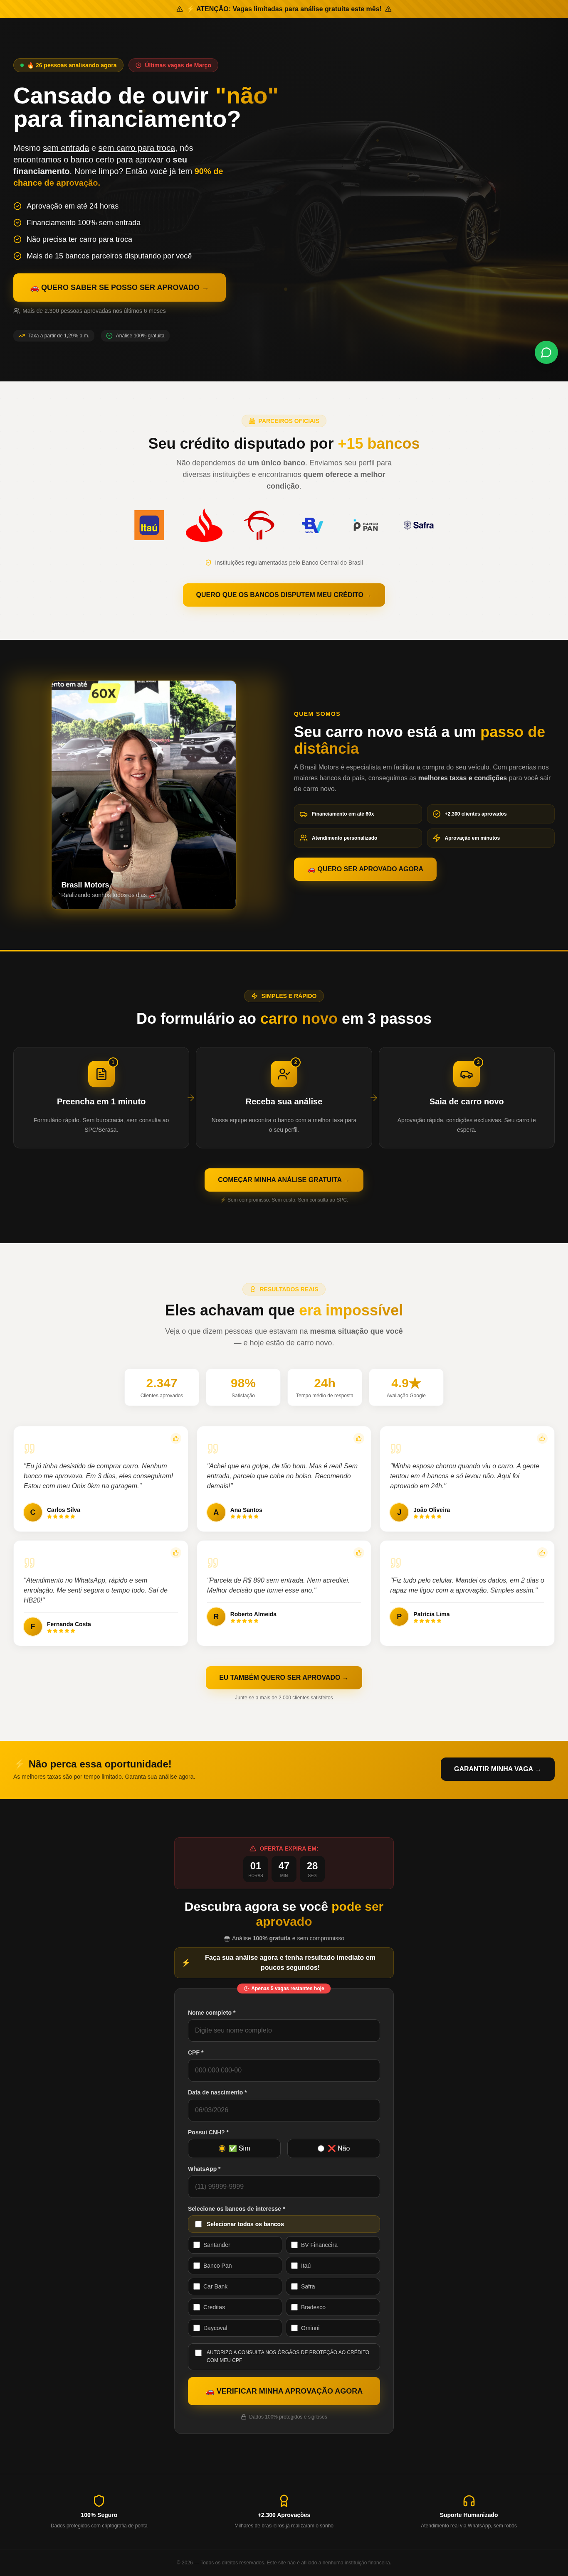 ⚡ ATENÇÃO: Vagas limitadas para análise gratuita este mês!
🔥 26 pessoas analisando agora
Últimas vagas de Março
Cansado de ouvir "não"
para financiamento?
Mesmo sem entrada e sem carro para troca, nós
encontramos o banco certo para aprovar o seu
financiamento. Nome limpo? Então você já tem 90% de
chance de aprovação.
Aprovação em até 24 horas
Financiamento 100% sem entrada
Não precisa ter carro para troca
Mais de 15 bancos parceiros disputando por você
🚗 QUERO SABER SE POSSO SER APROVADO →
Mais de 2.300 pessoas aprovadas nos últimos 6 meses
Taxa a partir de 1,29% a.m.
Análise 100% gratuita
PARCEIROS OFICIAIS
Seu crédito disputado por +15 bancos
Não dependemos de um único banco. Enviamos seu perfil para
diversas instituições e encontramos quem oferece a melhor
condição.
Itaú
BV
BANCO
PAN
Safra
Instituições regulamentadas pelo Banco Central do Brasil
QUERO QUE OS BANCOS DISPUTEM MEU CRÉDITO →
ento em até
60X
Brasil Motors
Realizando sonhos todos os dias 🚗
QUEM SOMOS
Seu carro novo está a um passo de
distância
A Brasil Motors é especialista em facilitar a compra do seu veículo. Com parcerias nos
maiores bancos do país, conseguimos as melhores taxas e condições para você sair
de carro novo.
Financiamento em até 60x
+2.300 clientes aprovados
Atendimento personalizado
Aprovação em minutos
🚗 QUERO SER APROVADO AGORA
SIMPLES E RÁPIDO
Do formulário ao carro novo em 3 passos
1
Preencha em 1 minuto
Formulário rápido. Sem burocracia, sem consulta ao
SPC/Serasa.
2
Receba sua análise
Nossa equipe encontra o banco com a melhor taxa para
o seu perfil.
3
Saia de carro novo
Aprovação rápida, condições exclusivas. Seu carro te
espera.
COMEÇAR MINHA ANÁLISE GRATUITA →
⚡ Sem compromisso. Sem custo. Sem consulta ao SPC.
RESULTADOS REAIS
Eles achavam que era impossível
Veja o que dizem pessoas que estavam na mesma situação que você
— e hoje estão de carro novo.
2.347
Clientes aprovados
98%
Satisfação
24h
Tempo médio de resposta
4.9★
Avaliação Google
"Eu já tinha desistido de comprar carro. Nenhum
banco me aprovava. Em 3 dias, eles conseguiram!
Estou com meu Onix 0km na garagem."
C
Carlos Silva
"Achei que era golpe, de tão bom. Mas é real! Sem
entrada, parcela que cabe no bolso. Recomendo
demais!"
A
Ana Santos
"Minha esposa chorou quando viu o carro. A gente
tentou em 4 bancos e só levou não. Aqui foi
aprovado em 24h."
J
João Oliveira
"Atendimento no WhatsApp, rápido e sem
enrolação. Me senti segura o tempo todo. Saí de
HB20!"
F
Fernanda Costa
"Parcela de R$ 890 sem entrada. Nem acreditei.
Melhor decisão que tomei esse ano."
R
Roberto Almeida
"Fiz tudo pelo celular. Mandei os dados, em 2 dias o
rapaz me ligou com a aprovação. Simples assim."
P
Patrícia Lima
EU TAMBÉM QUERO SER APROVADO →
Junte-se a mais de 2.000 clientes satisfeitos
⚡ Não perca essa oportunidade!
As melhores taxas são por tempo limitado. Garanta sua análise agora.
GARANTIR MINHA VAGA →
OFERTA EXPIRA EM:
01 47 28
HORAS MIN SEG
Descubra agora se você pode ser
aprovado
Análise 100% gratuita e sem compromisso
⚡ Faça sua análise agora e tenha resultado imediato em
poucos segundos!
Apenas 5 vagas restantes hoje
Nome completo *
Digite seu nome completo
CPF *
000.000.000-00
Data de nascimento *
06/03/2026
Possui CNH? *
✅ Sim
❌ Não
WhatsApp *
(11) 99999-9999
Selecione os bancos de interesse *
Selecionar todos os bancos
Santander
BV Financeira
Banco Pan
Itaú
Car Bank
Safra
Creditas
Bradesco
Daycoval
Ominni
AUTORIZO A CONSULTA NOS ÓRGÃOS DE PROTEÇÃO AO CRÉDITO
COM MEU CPF
🚗 VERIFICAR MINHA APROVAÇÃO AGORA
Dados 100% protegidos e sigilosos
100% Seguro
Dados protegidos com criptografia de ponta
+2.300 Aprovações
Milhares de brasileiros já realizaram o sonho
Suporte Humanizado
Atendimento real via WhatsApp, sem robôs
© 2026 — Todos os direitos reservados. Este site não é afiliado a nenhuma instituição financeira.